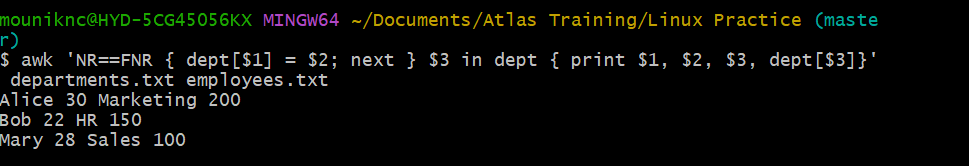 mouniknc@HYD-5CG45056KX MINGW64 ~/Documents/Atlas Training/Linux Practice (maste
r)
$ awk 'NR==FNR { dept[$1] = $2; next } $3 in dept { print $1, $2, $3, dept[$3]}'
 departments.txt employees.txt
Alice 30 Marketing 200
Bob 22 HR 150
Mary 28 Sales 100